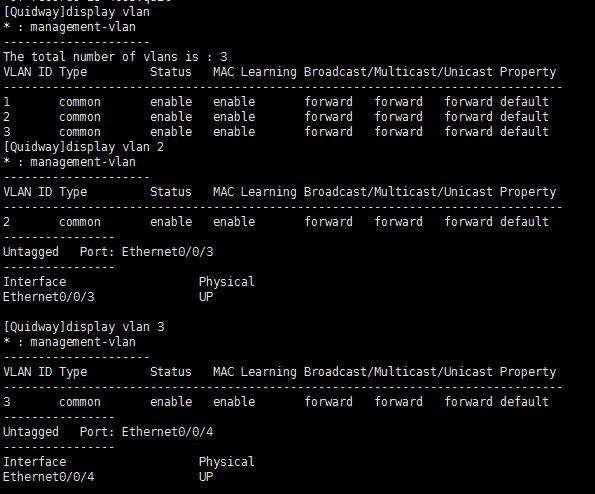 [Quidway]display vlan
* : management-vlan
---------------------
The total number of vlans is : 3
VLAN ID Type         Status   MAC Learning Broadcast/Multicast/Unicast Property
--------------------------------------------------------------------------------
1       common       enable   enable       forward   forward   forward default
2       common       enable   enable       forward   forward   forward default
3       common       enable   enable       forward   forward   forward default
[Quidway]display vlan 2
* : management-vlan
---------------------
VLAN ID Type         Status   MAC Learning Broadcast/Multicast/Unicast Property
--------------------------------------------------------------------------------
2       common       enable   enable       forward   forward   forward default
----------------
Untagged   Port: Ethernet0/0/3
----------------
Interface                   Physical
Ethernet0/0/3               UP
[Quidway]display vlan 3
* : management-vlan
---------------------
VLAN ID Type         Status   MAC Learning Broadcast/Multicast/Unicast Property
--------------------------------------------------------------------------------
3       common       enable   enable       forward   forward   forward default
----------------
Untagged   Port: Ethernet0/0/4
----------------
Interface                   Physical
Ethernet0/0/4               UP